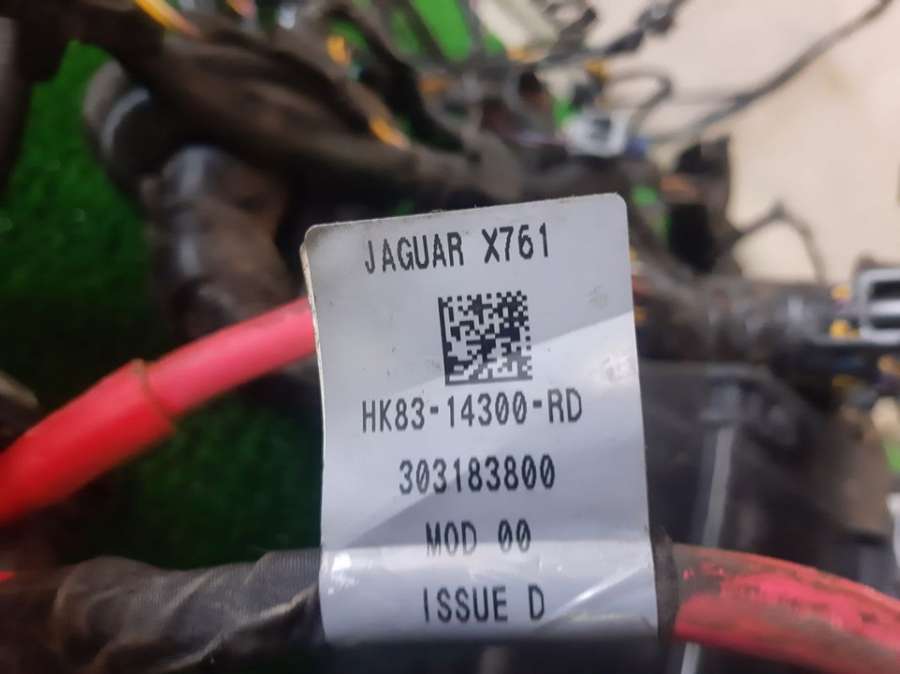 JAGUAR X761
HK83-14300-RD
303183800
MOD 00
ISSUE D